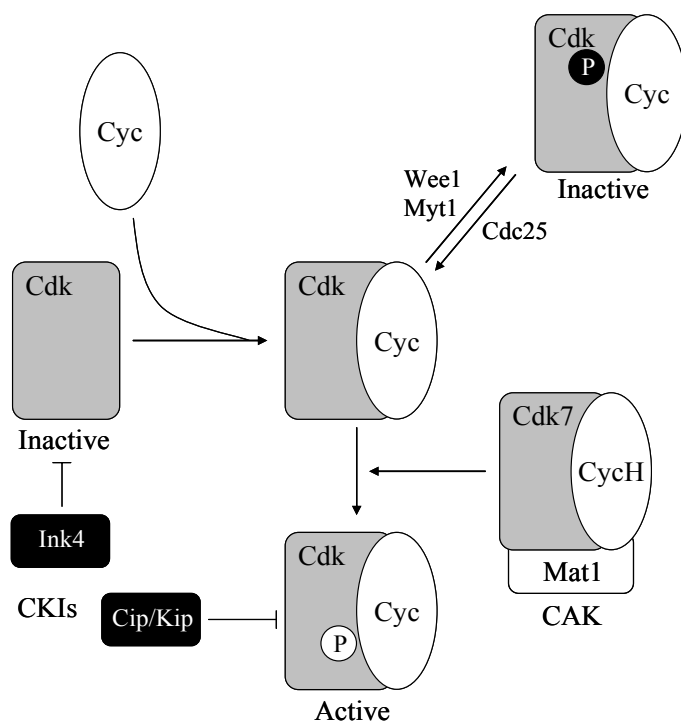 Cdk
P
Cyc
Inactive
Cyc
Wee1
Myt1
Cdc25
Cdk
Inactive
Cdk
Cyc
Cdk7
CycH
Mat1
CAK
Ink4
CKIs
Cip/Kip
Cdk
Cyc
P
Active